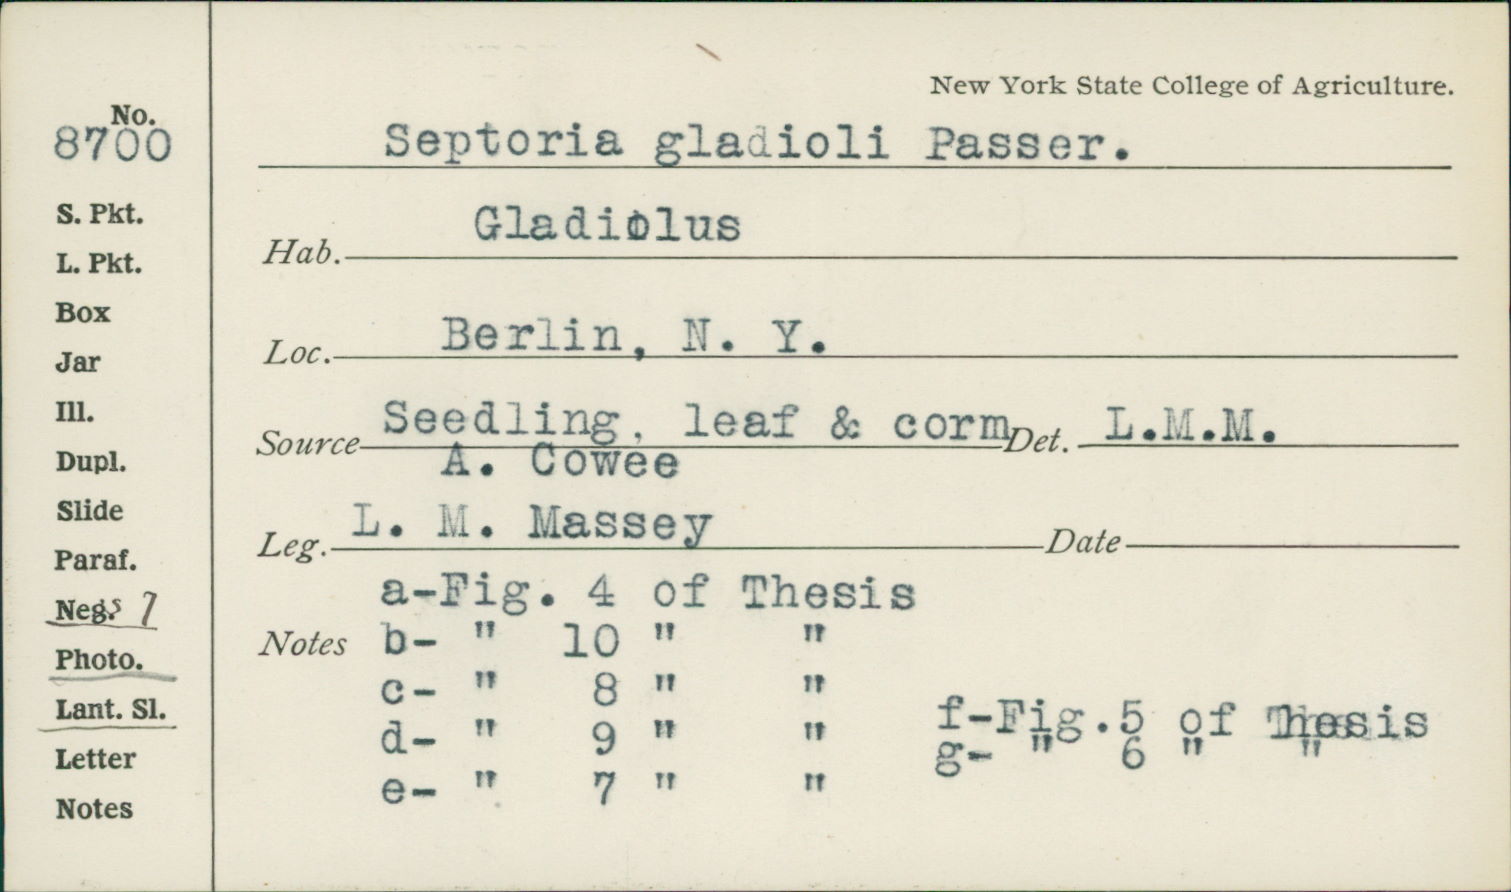 New York State College of Agriculture.
No.
8700
Septoria gladioli Passer.
S. Pkt.
Hab. Gladiolus
L. Pkt.
Box
Loc. Berlin, N. Y.
Jar
Ill.
Source Seedling, leaf & corm Det. L.M.M.
A. Cowee
Dupl.
Slide
Leg. L. M. Massey Date
Paraf.
Neg.s 7
Photo.
Lant. Sl.
Letter
Notes
Notes
a-Fig. 4 of Thesis
b- " 10 " "
c- " 8 " "
d- " 9 " "
e- " 7 " "
f-Fig.5 of Thesis
g- " 6 " "